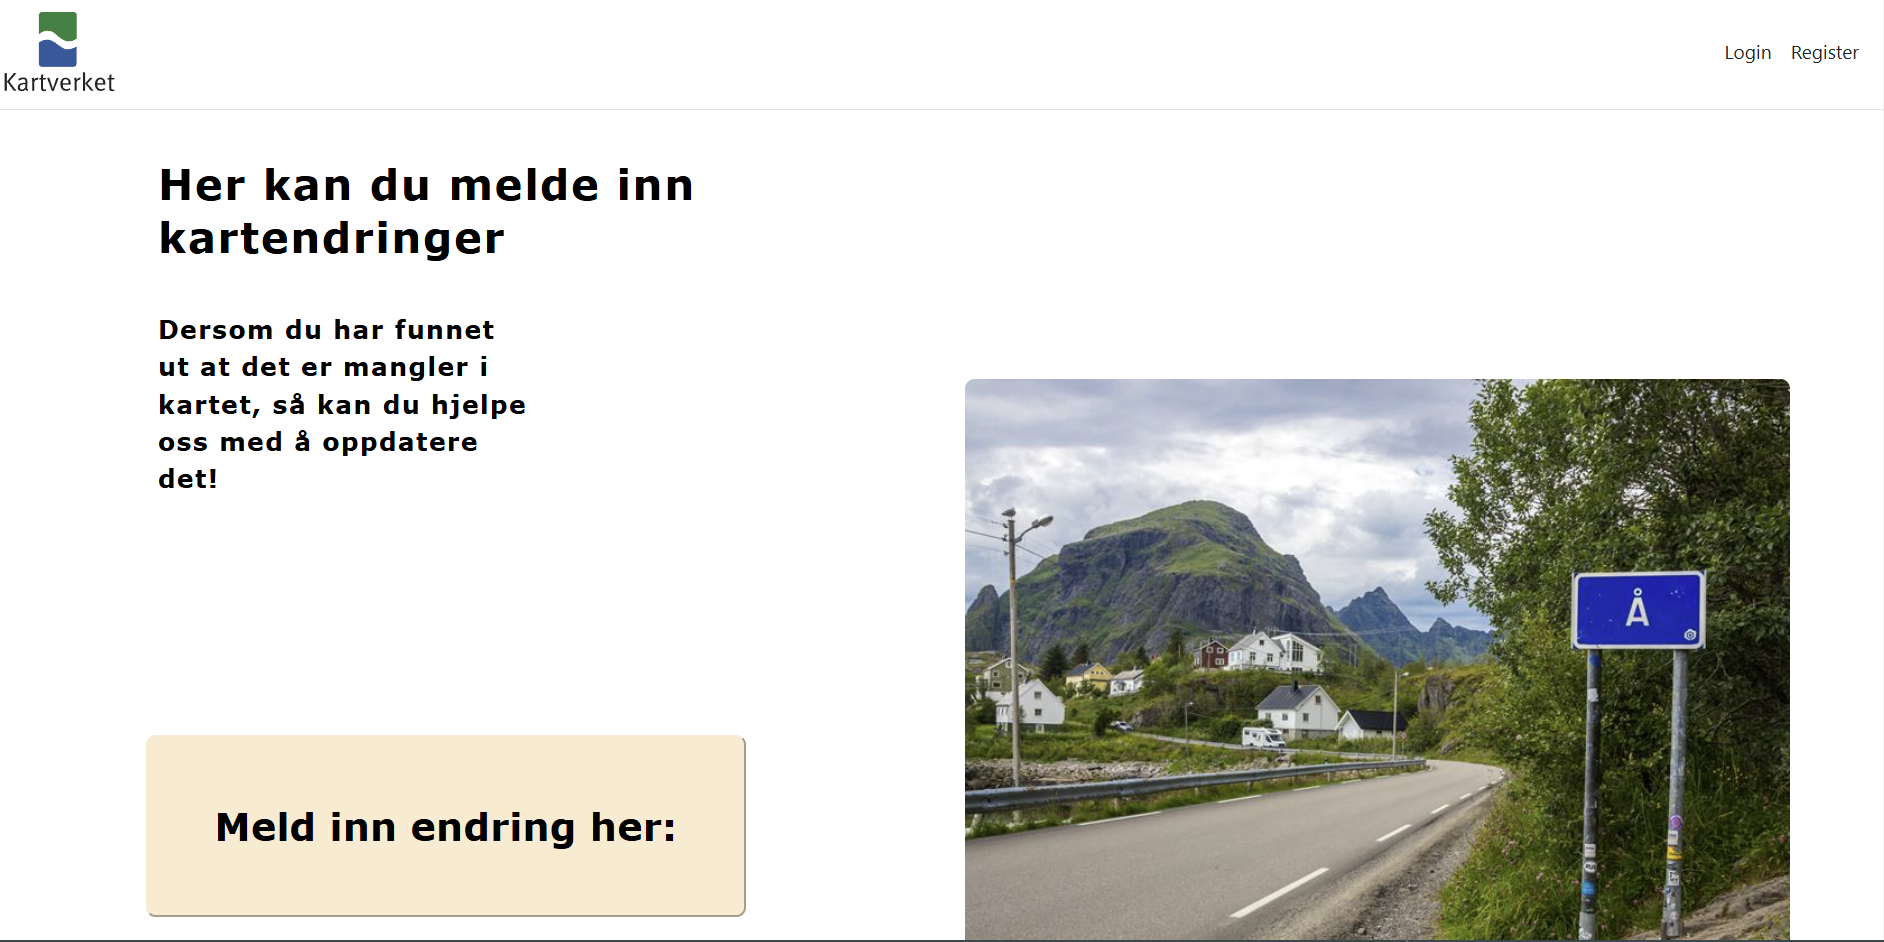 Kartverket
Login Register
Her kan du melde inn
kartendringer
Dersom du har funnet
ut at det er mangler i
kartet, så kan du hjelpe
oss med å oppdatere
det!
Meld inn endring her:
Å